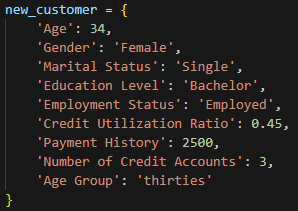 new_customer = {
    'Age': 34,
    'Gender': 'Female',
    'Marital Status': 'Single',
    'Education Level': 'Bachelor',
    'Employment Status': 'Employed',
    'Credit Utilization Ratio': 0.45,
    'Payment History': 2500,
    'Number of Credit Accounts': 3,
    'Age Group': 'thirties'
}